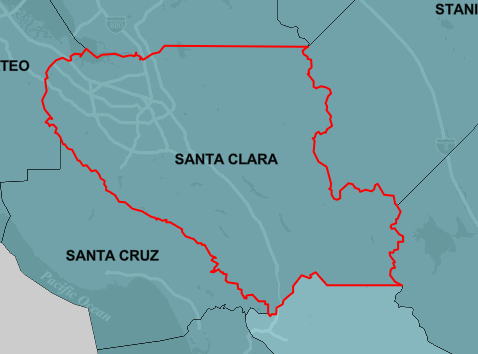 STANI
TEO
SANTA CLARA
SANTA CRUZ
Pacific Ocean